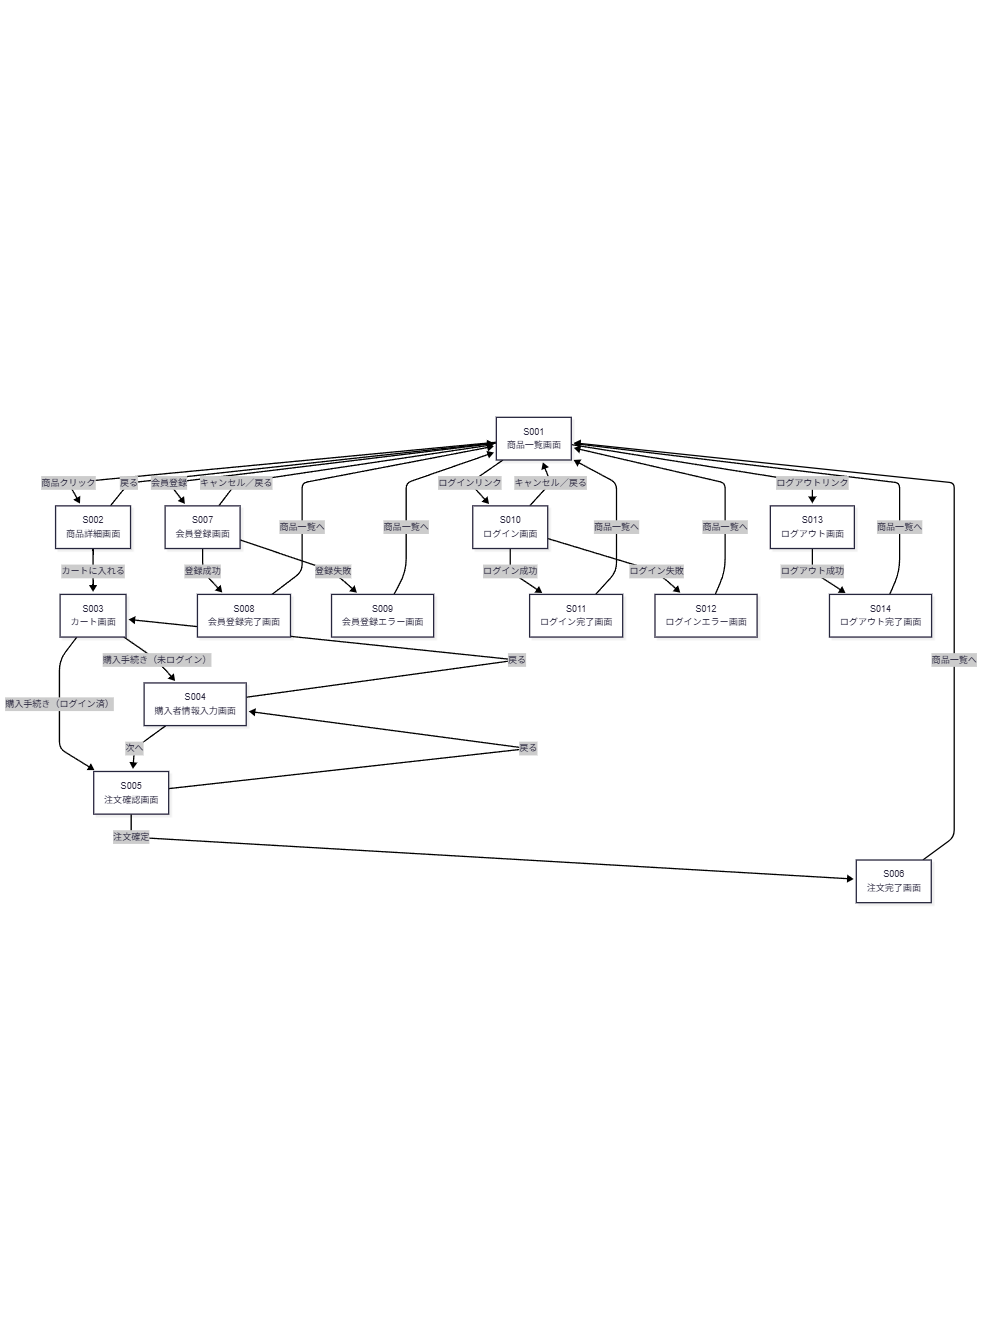 S001
商品一覧画面
商品クリック
戻る
会員登録
キャンセル／戻る
ログインリンク
キャンセル／戻る
ログアウトリンク
S002
商品詳細画面
S007
会員登録画面
商品一覧へ
商品一覧へ
S010
ログイン画面
商品一覧へ
商品一覧へ
S013
ログアウト画面
商品一覧へ
カートに入れる
登録成功
登録失敗
ログイン成功
ログイン失敗
ログアウト成功
S003
カート画面
S008
会員登録完了画面
S009
会員登録エラー画面
S011
ログイン完了画面
S012
ログインエラー画面
S014
ログアウト完了画面
購入手続き（未ログイン）
戻る
商品一覧へ
購入手続き（ログイン済）
S004
購入者情報入力画面
次へ
戻る
S005
注文確認画面
注文確定
S006
注文完了画面